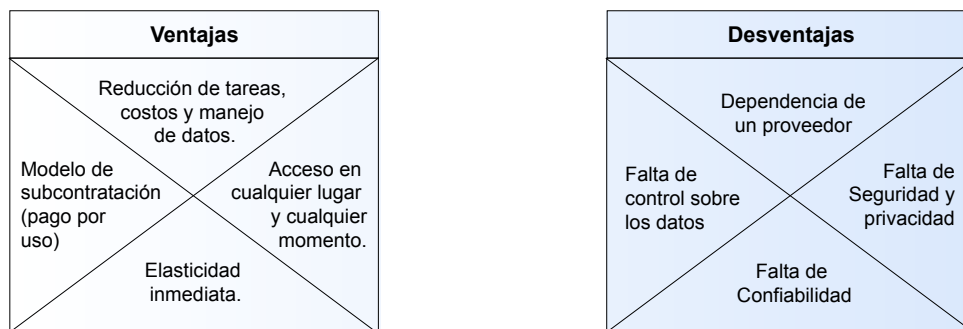 Ventajas
Reducción de tareas,
costos y manejo
de datos.
Modelo de
subcontratación
(pago por
uso)
Acceso en
cualquier lugar
y cualquier
momento.
Elasticidad
inmediata.
Desventajas
Dependencia de
un proveedor
Falta de
control sobre
los datos
Falta de
Seguridad y
privacidad
Falta de
Confiabilidad